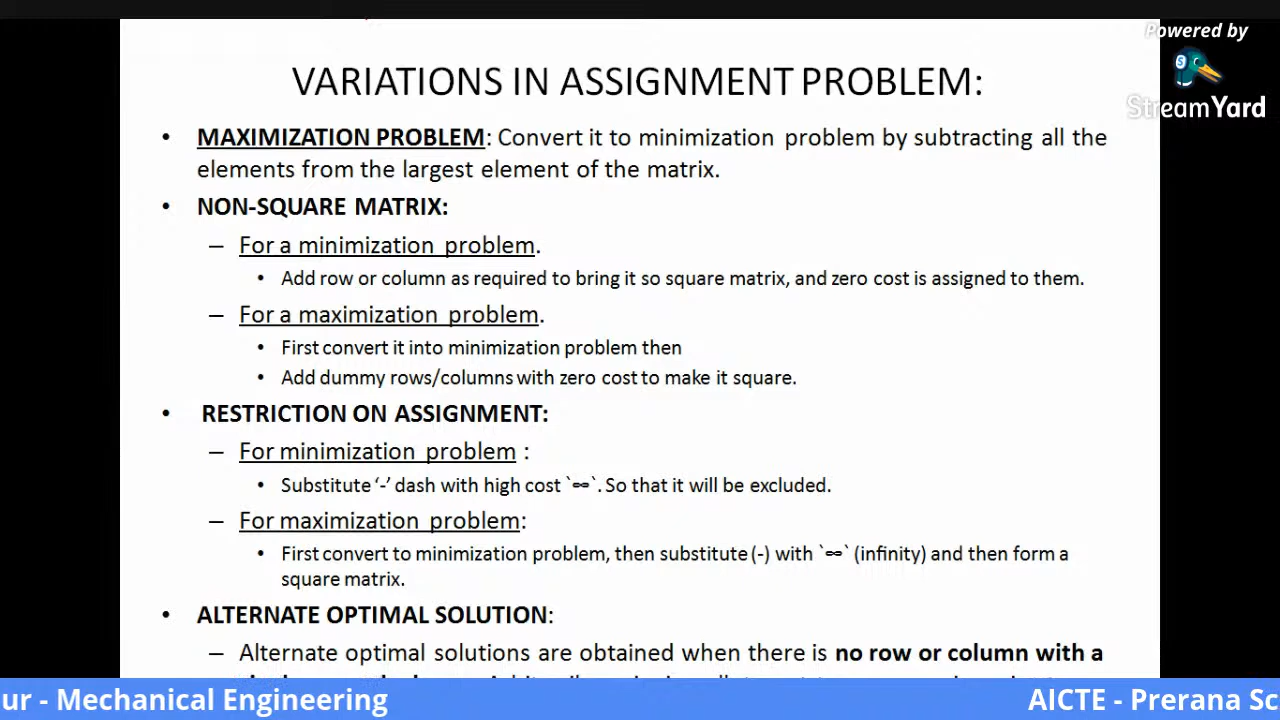 Powered by
StreamYard
VARIATIONS IN ASSIGNMENT PROBLEM:
• MAXIMIZATION PROBLEM: Convert it to minimization problem by subtracting all the
elements from the largest element of the matrix.
• NON-SQUARE MATRIX:
– For a minimization problem.
• Add row or column as required to bring it so square matrix, and zero cost is assigned to them.
– For a maximization problem.
• First convert it into minimization problem then
• Add dummy rows/columns with zero cost to make it square.
• RESTRICTION ON ASSIGNMENT:
– For minimization problem :
• Substitute ‘-’ dash with high cost `∞`. So that it will be excluded.
– For maximization problem:
• First convert to minimization problem, then substitute (-) with `∞` (infinity) and then form a
square matrix.
• ALTERNATE OPTIMAL SOLUTION:
– Alternate optimal solutions are obtained when there is no row or column with a
ur - Mechanical Engineering
AICTE - Prerana Sc